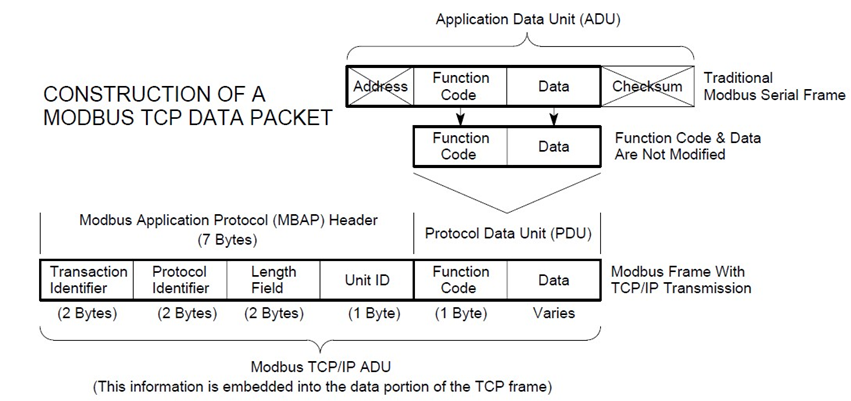 Application Data Unit (ADU)
CONSTRUCTION OF A
MODBUS TCP DATA PACKET
Address
Function
Code
Data
Checksum
Traditional
Modbus Serial Frame
Function
Code
Data
Function Code & Data
Are Not Modified
Modbus Application Protocol (MBAP) Header
(7 Bytes)
Protocol Data Unit (PDU)
Transaction
Identifier
Protocol
Identifier
Length
Field
Unit ID
Function
Code
Data
Modbus Frame With
TCP/IP Transmission
(2 Bytes)
(2 Bytes)
(2 Bytes)
(1 Byte)
(1 Byte)
Varies
Modbus TCP/IP ADU
(This information is embedded into the data portion of the TCP frame)